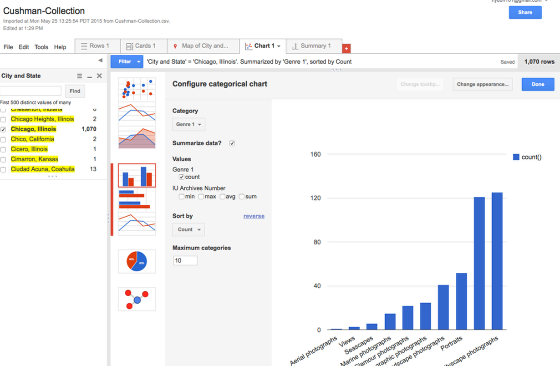 Cushman-Collection
Imported at Mon May 25 13:25:54 PDT 2015 from Cushman-Collection.csv.
Edited at 1:29 PM
Share
File Edit Tools Help
Rows 1
Cards 1
Map of City and...
Chart 1
Summary 1
Filter
'City and State' = 'Chicago, Illinois'. Summarized by 'Genre 1', sorted by Count
Saved
1,070 rows
City and State
Find
First 500 distinct values of many
Chicago Heights, Illinois 2
Chicago, Illinois 1,070
Chico, California 2
Cicero, Illinois 1
Cimarron, Kansas 1
Ciudad Acuna, Coahuila 13
Configure categorical chart
Change tooltip...
Change appearance...
Done
Category
Genre 1
Summarize data?
Values
Genre 1
count
IU Archives Number
min max avg sum
Sort by
reverse
Count
Maximum categories
10
160
120
80
40
0
count()
Aerial photographs
Views
Seascapes
Marine photographs
Glamour photographs
graphic photographs
dscape photographs
Portraits
yscape photographs